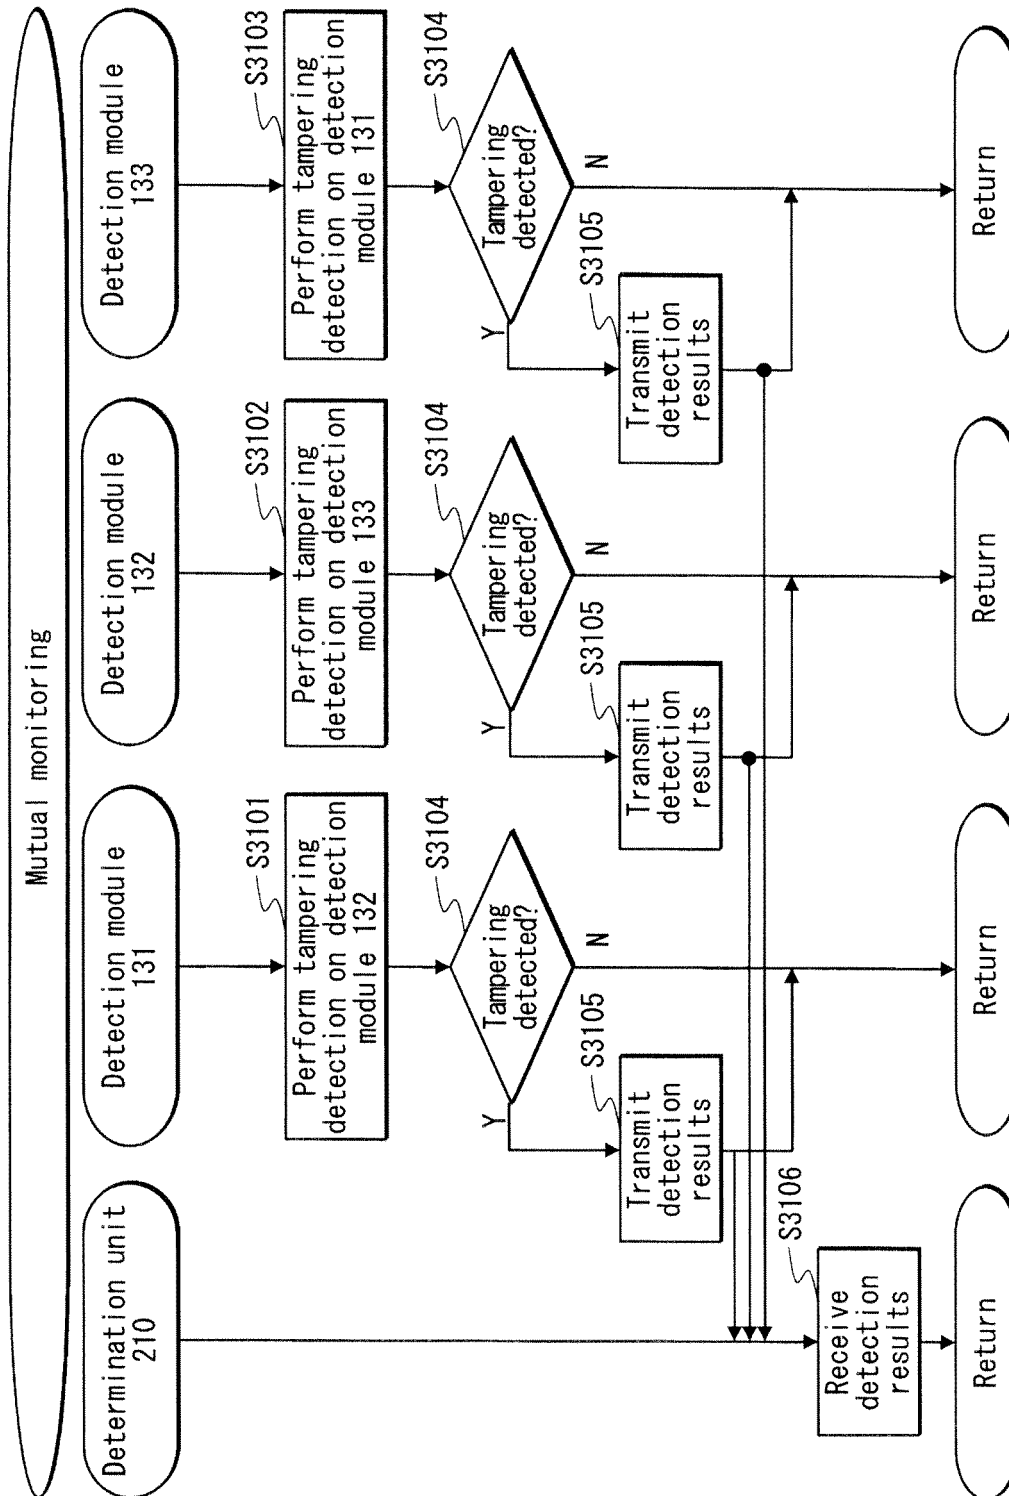 Mutual monitoring
Determination unit
210
Detection module
131
Detection module
132
Detection module
133
S3101
Perform tampering
detection on detection
module 132
S3102
Perform tampering
detection on detection
module 133
S3103
Perform tampering
detection on detection
module 131
S3104
Tampering
detected?
Y
N
S3104
Tampering
detected?
Y
N
S3104
Tampering
detected?
Y
N
S3105
Transmit
detection
results
S3105
Transmit
detection
results
S3105
Transmit
detection
results
S3106
Receive
detection
results
Return
Return
Return
Return